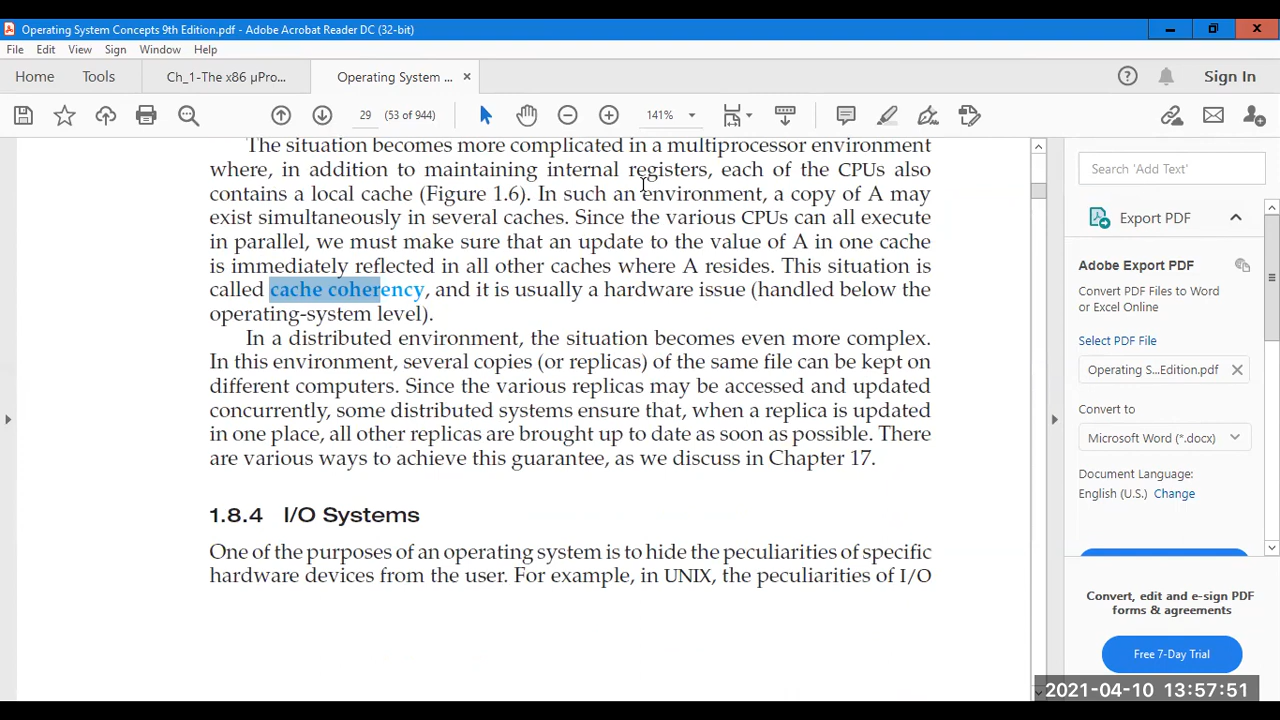 Operating System Concepts 9th Edition.pdf - Adobe Acrobat Reader DC (32-bit)
File Edit View Sign Window Help
Home Tools Ch_1-The x86 µPro... Operating System ... × Sign In
29 (53 of 944) 141%
The situation becomes more complicated in a multiprocessor environment
where, in addition to maintaining internal registers, each of the CPUs also
contains a local cache (Figure 1.6). In such an environment, a copy of A may
exist simultaneously in several caches. Since the various CPUs can all execute
in parallel, we must make sure that an update to the value of A in one cache
is immediately reflected in all other caches where A resides. This situation is
called cache coherency, and it is usually a hardware issue (handled below the
operating-system level).
In a distributed environment, the situation becomes even more complex.
In this environment, several copies (or replicas) of the same file can be kept on
different computers. Since the various replicas may be accessed and updated
concurrently, some distributed systems ensure that, when a replica is updated
in one place, all other replicas are brought up to date as soon as possible. There
are various ways to achieve this guarantee, as we discuss in Chapter 17.
1.8.4 I/O Systems
One of the purposes of an operating system is to hide the peculiarities of specific
hardware devices from the user. For example, in UNIX, the peculiarities of I/O
Search 'Add Text'
Export PDF
Adobe Export PDF
Convert PDF Files to Word
or Excel Online
Select PDF File
Operating S...Edition.pdf
Convert to
Microsoft Word (*.docx)
Document Language:
English (U.S.) Change
Convert, edit and e-sign PDF
forms & agreements
Free 7-Day Trial
2021-04-10 13:57:51